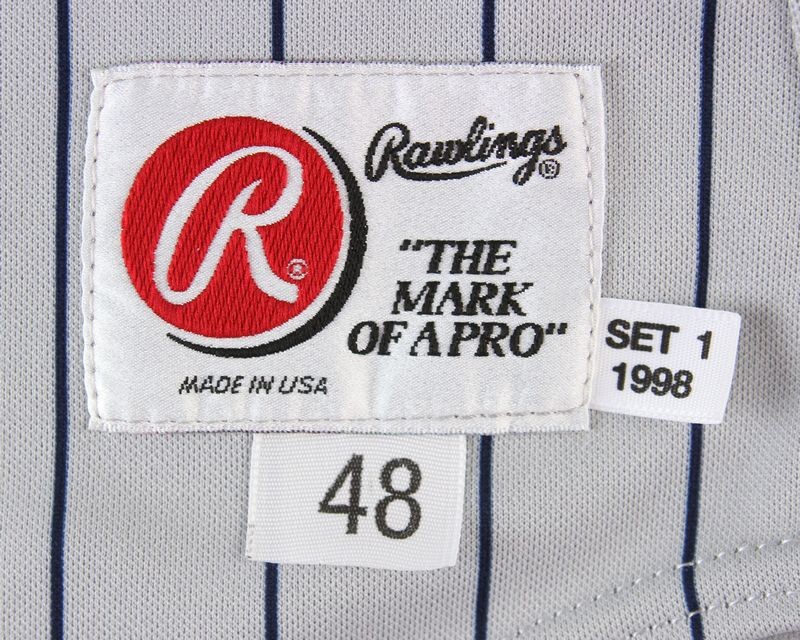 R®
Rawlings®
"THE
MARK
OF A PRO"
MADE IN USA
SET 1
1998
48